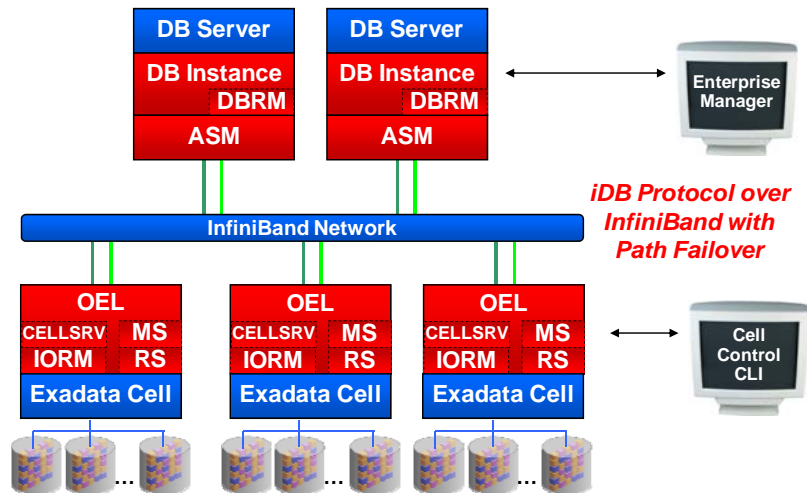 DB Server
DB Instance
DBRM
ASM
DB Server
DB Instance
DBRM
ASM
Enterprise
Manager
iDB Protocol over
InfiniBand with
Path Failover
InfiniBand Network
OEL
CELLSRV MS
IORM RS
Exadata Cell
OEL
CELLSRV MS
IORM RS
Exadata Cell
OEL
CELLSRV MS
IORM RS
Exadata Cell
Cell
Control
CLI
...
...
...